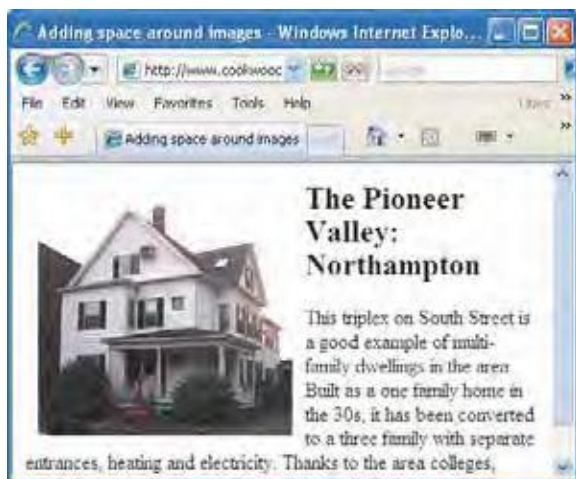 Adding space around images - Windows Internet Explo...
http://www.cookwooc
File Edit View Favorites Tools Help
Adding space around images
The Pioneer
Valley:
Northampton
This triplex on South Street is
a good example of multi-
family dwellings in the area
Built as a one family home in
the 30s, it has been converted
to a three family with separate
entrances, heating and electricity. Thanks to the area colleges,